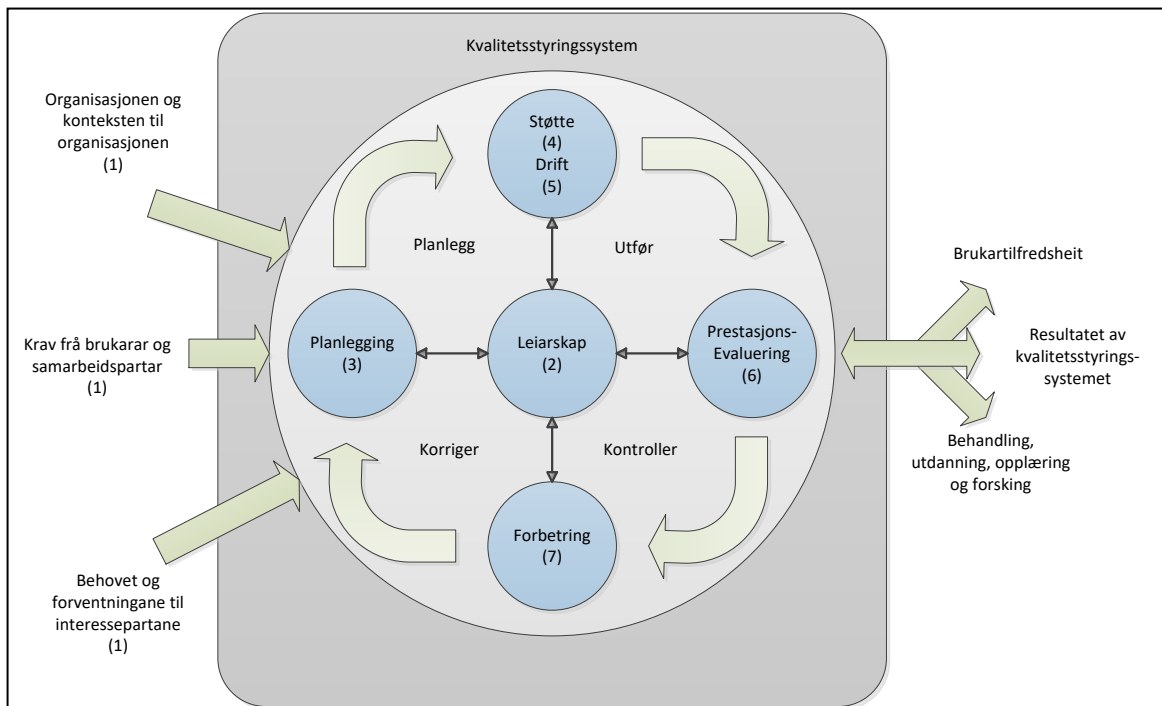 Kvalitetsstyringssystem
Organisasjonen og
konteksten til
organisasjonen
(1)
Krav frå brukarar og
samarbeidspartar
(1)
Behovet og
forventningane til
interessepartane
(1)
Støtte
(4)
Drift
(5)
Planlegg
Utfør
Planlegging
(3)
Leiarskap
(2)
Prestasjons-
Evaluering
(6)
Korriger
Kontroller
Forbetring
(7)
Brukartilfredsheit
Resultatet av
kvalitetsstyrings-
systemet
Behandling,
utdanning, opplæring
og forsking